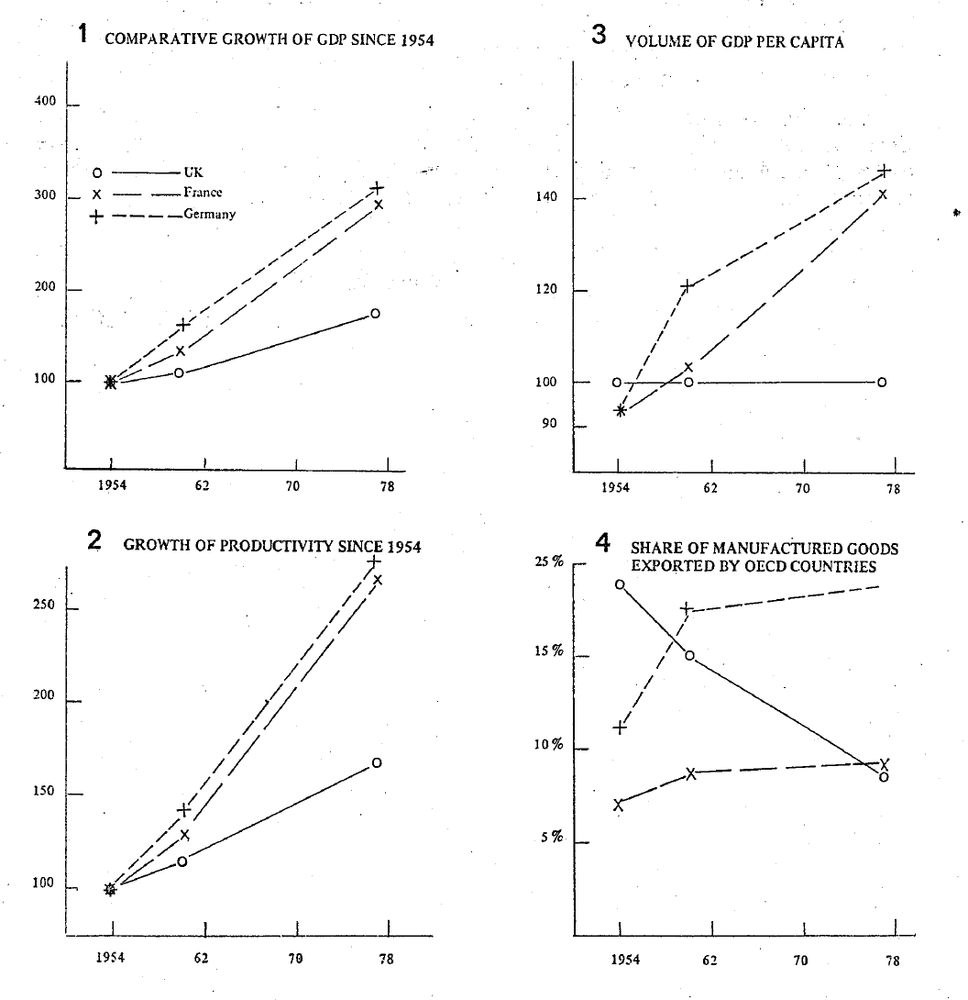 1 COMPARATIVE GROWTH OF GDP SINCE 1954
400
300
200
100
O UK
X France
+ Germany
1954 62 70 78
3 VOLUME OF GDP PER CAPITA
140
120
100
90
1954 62 70 78
2 GROWTH OF PRODUCTIVITY SINCE 1954
250
200
150
100
1954 62 70 78
4 SHARE OF MANUFACTURED GOODS
EXPORTED BY OECD COUNTRIES
25 %
15 %
10 %
5 %
1954 62 70 78